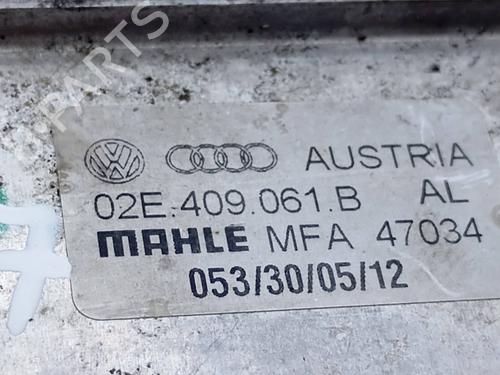 AUSTRIA
02E.409.061.B AL
MAHLE MFA 47034
053/30/05/12